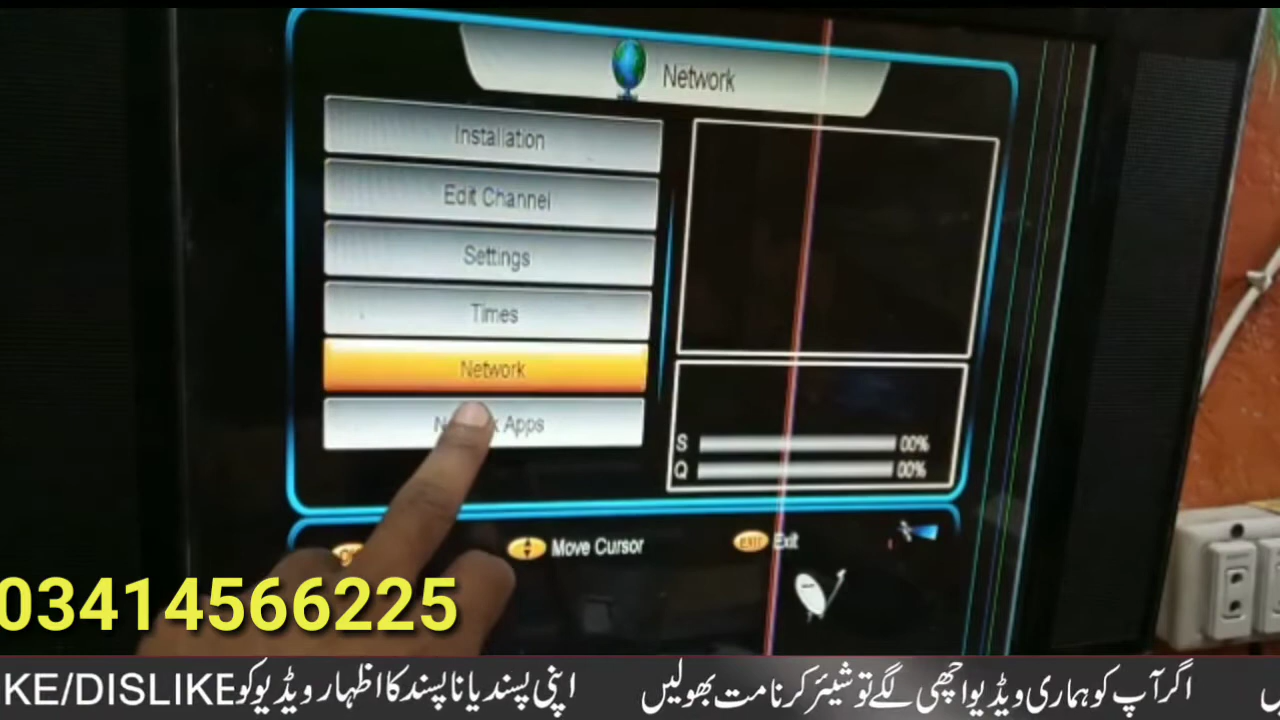 Network
Installation
Edit Channel
Settings
Times
Network
Apps
S 00%
Q 00%
Move Cursor
EXIT Exit
03414566225
اگر آپ کو ہماری ویڈیو اچھی لگے تو شیئر کرنا مت بھولیں
اپنی پسند یا ناپسند کا اظہار ویڈیو کو KE/DISLIKE